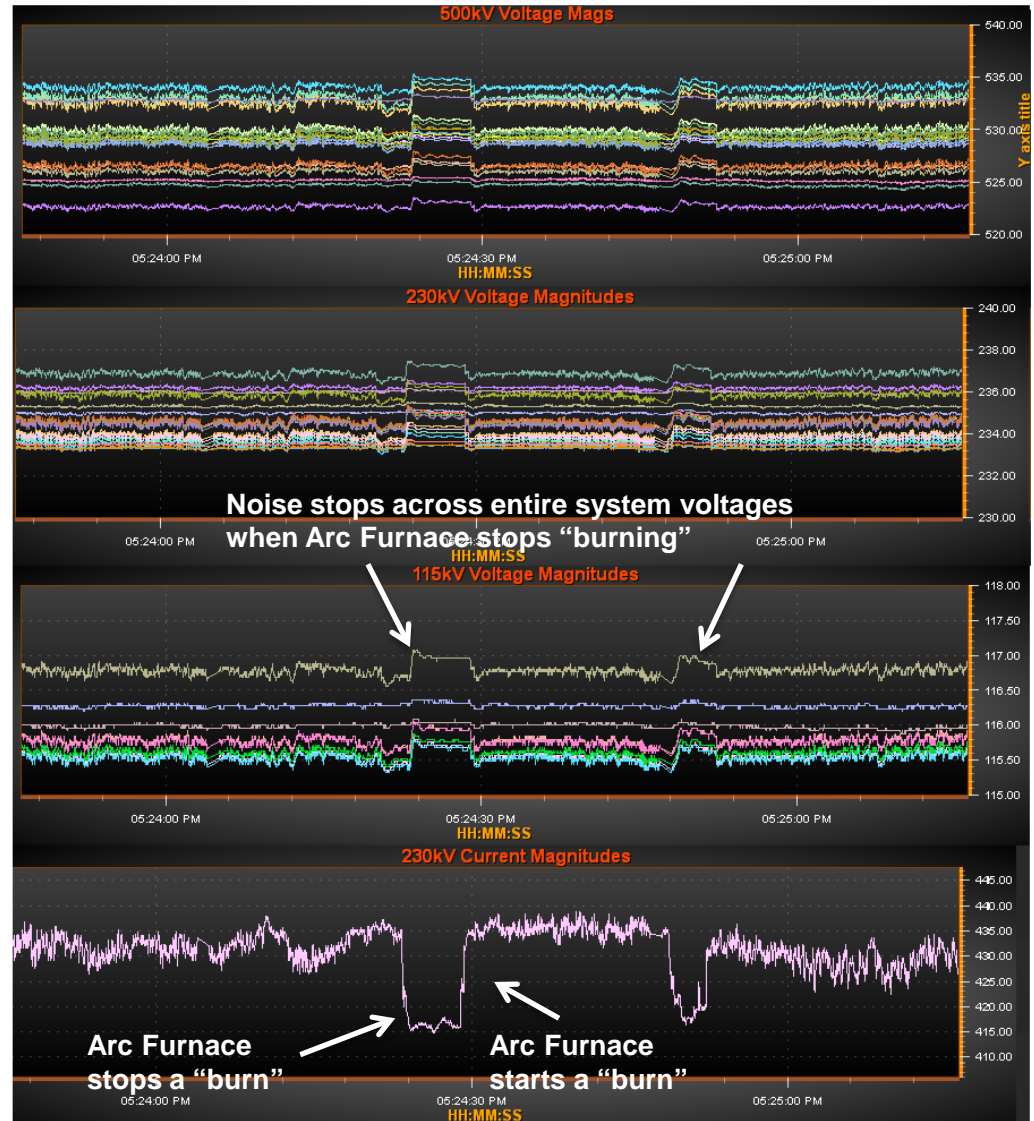 500kV Voltage Mags
540.00
535.00
530.00
525.00
520.00
Y axis title
05:24:00 PM
05:24:30 PM
05:25:00 PM
HH:MM:SS
230kV Voltage Magnitudes
240.00
238.00
236.00
234.00
232.00
230.00
Noise stops across entire system voltages
when Arc Furnace stops “burning”
05:24:00 PM
05:25:00 PM
HH:MM:SS
115kV Voltage Magnitudes
118.00
117.50
117.00
116.50
116.00
115.50
115.00
05:24:00 PM
05:24:30 PM
05:25:00 PM
HH:MM:SS
230kV Current Magnitudes
445.00
440.00
435.00
430.00
425.00
420.00
415.00
410.00
Arc Furnace
stops a “burn”
Arc Furnace
starts a “burn”
05:24:00 PM
05:24:30 PM
05:25:00 PM
HH:MM:SS